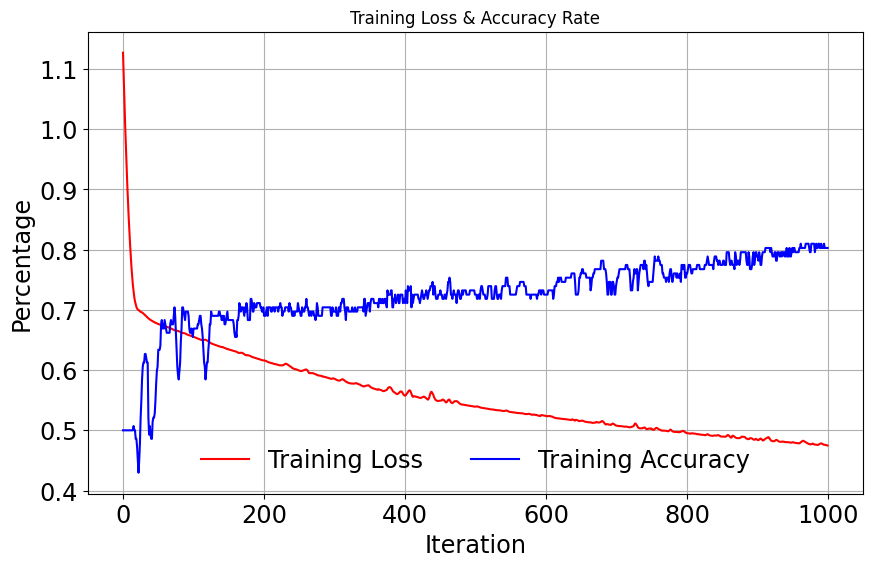 Training Loss & Accuracy Rate
Percentage
1.1
1.0
0.9
0.8
0.7
0.6
0.5
0.4
Training Loss
Training Accuracy
0
200
400
600
800
1000
Iteration